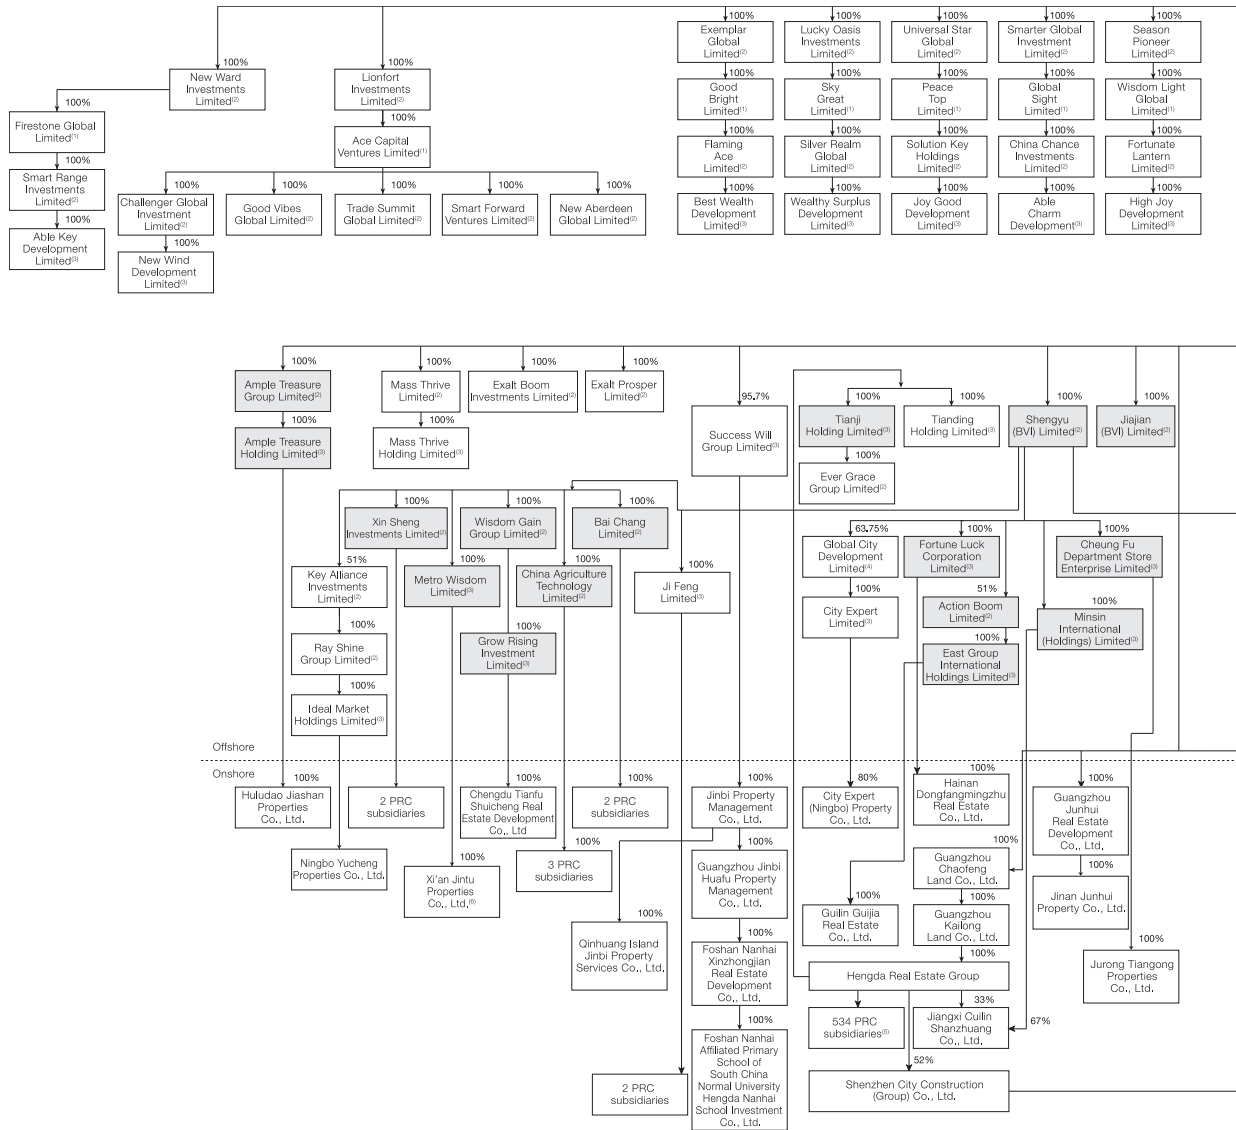 100%
100%
100%
100%
100%
Exemplar
Global
Limited(2)
Lucky Oasis
Investments
Limited(2)
Universal Star
Global
Limited(2)
Smarter Global
Investment
Limited(2)
Season
Pioneer
Limited(2)
100%
100%
New Ward
Investments
Limited(2)
Lionfort
Investments
Limited(2)
100%
100%
100%
100%
100%
Good
Bright
Limited(1)
Sky
Great
Limited(1)
Peace
Top
Limited(1)
Global
Sight
Limited(1)
Wisdom Light
Global
Limited(1)
100%
Firestone Global
Limited(1)
100%
Ace Capital
Ventures Limited(1)
100%
100%
100%
100%
100%
Flaming
Ace
Limited(2)
Silver Realm
Global
Limited(2)
Solution Key
Holdings
Limited(2)
China Chance
Investments
Limited(2)
Fortunate
Lantern
Limited(2)
100%
Smart Range
Investments
Limited(2)
100%
100%
100%
100%
100%
Challenger Global
Investment
Limited(2)
Good Vibes
Global Limited(2)
Trade Summit
Global Limited(2)
Smart Forward
Ventures Limited(2)
New Aberdeen
Global Limited(2)
100%
100%
100%
100%
100%
Best Wealth
Development
Limited(3)
Wealthy Surplus
Development
Limited(3)
Joy Good
Development
Limited(3)
Able
Charm
Development(3)
High Joy
Development
Limited(3)
100%
Able Key
Development
Limited(3)
100%
New Wind
Development
Limited(3)
100%
100%
100%
100%
Ample Treasure
Group Limited(2)
Mass Thrive
Limited(2)
Exalt Boom
Investments Limited(2)
Exalt Prosper
Limited(2)
95.7%
Success Will
Group Limited(3)
100%
100%
100%
100%
Tianji
Holding Limited(3)
Tianding
Holding Limited(3)
Shengyu
(BVI) Limited(2)
Jiajian
(BVI) Limited(2)
100%
100%
Ample Treasure
Holding Limited(3)
Mass Thrive
Holding Limited(3)
100%
Ever Grace
Group Limited(2)
100%
100%
100%
Xin Sheng
Investments Limited(2)
Wisdom Gain
Group Limited(2)
Bai Chang
Limited(2)
63.75%
100%
100%
Global City
Development
Limited(4)
Fortune Luck
Corporation
Limited(3)
Cheung Fu
Department Store
Enterprise Limited(3)
51%
Key Alliance
Investments
Limited(2)
100%
100%
Metro Wisdom
Limited(3)
China Agriculture
Technology
Limited(2)
100%
Ji Feng
Limited(3)
100%
City Expert
Limited(3)
51%
Action Boom
Limited(2)
100%
Minsin
International
(Holdings) Limited(3)
100%
Ray Shine
Group Limited(2)
100%
Grow Rising
Investment
Limited(3)
100%
East Group
International
Holdings Limited(3)
100%
Ideal Market
Holdings Limited(3)
Offshore
Onshore
100%
Huludao Jiashan
Properties
Co., Ltd.
100%
100%
2 PRC
subsidiaries
100%
Chengdu Tianfu
Shuicheng Real
Estate Development
Co., Ltd
100%
2 PRC
subsidiaries
100%
Jinbi Property
Management
Co., Ltd.
80%
City Expert
(Ningbo) Property
Co., Ltd.
100%
Hainan
Dongfangmingzhu
Real Estate
Co., Ltd.
100%
Guangzhou
Junhui
Real Estate
Development
Co., Ltd.
Ningbo Yucheng
Properties Co., Ltd.
100%
Xi'an Jintu
Properties
Co., Ltd.(6)
100%
3 PRC
subsidiaries
100%
Guangzhou Jinbi
Huafu Property
Management
Co., Ltd.
100%
Guangzhou
Chaofeng
Land Co., Ltd.
100%
Jinan Junhui
Property Co., Ltd.
100%
Guilin Guijia
Real Estate
Co., Ltd.
100%
Guangzhou
Kailong
Land Co., Ltd.
100%
Qinhuang Island
Jinbi Property
Services Co., Ltd.
100%
Foshan Nanhai
Xinzhongjian
Real Estate
Development
Co., Ltd.
100%
Hengda Real Estate Group
100%
Jurong Tiangong
Properties
Co., Ltd.
534 PRC
subsidiaries(5)
33%
Jiangxi Cuilin
Shanzhuang
Co., Ltd.
67%
100%
Foshan Nanhai
Affiliated Primary
School of
South China
Normal University
Hengda Nanhai
School Investment
Co., Ltd.
2 PRC
subsidiaries
52%
Shenzhen City Construction
(Group) Co., Ltd.